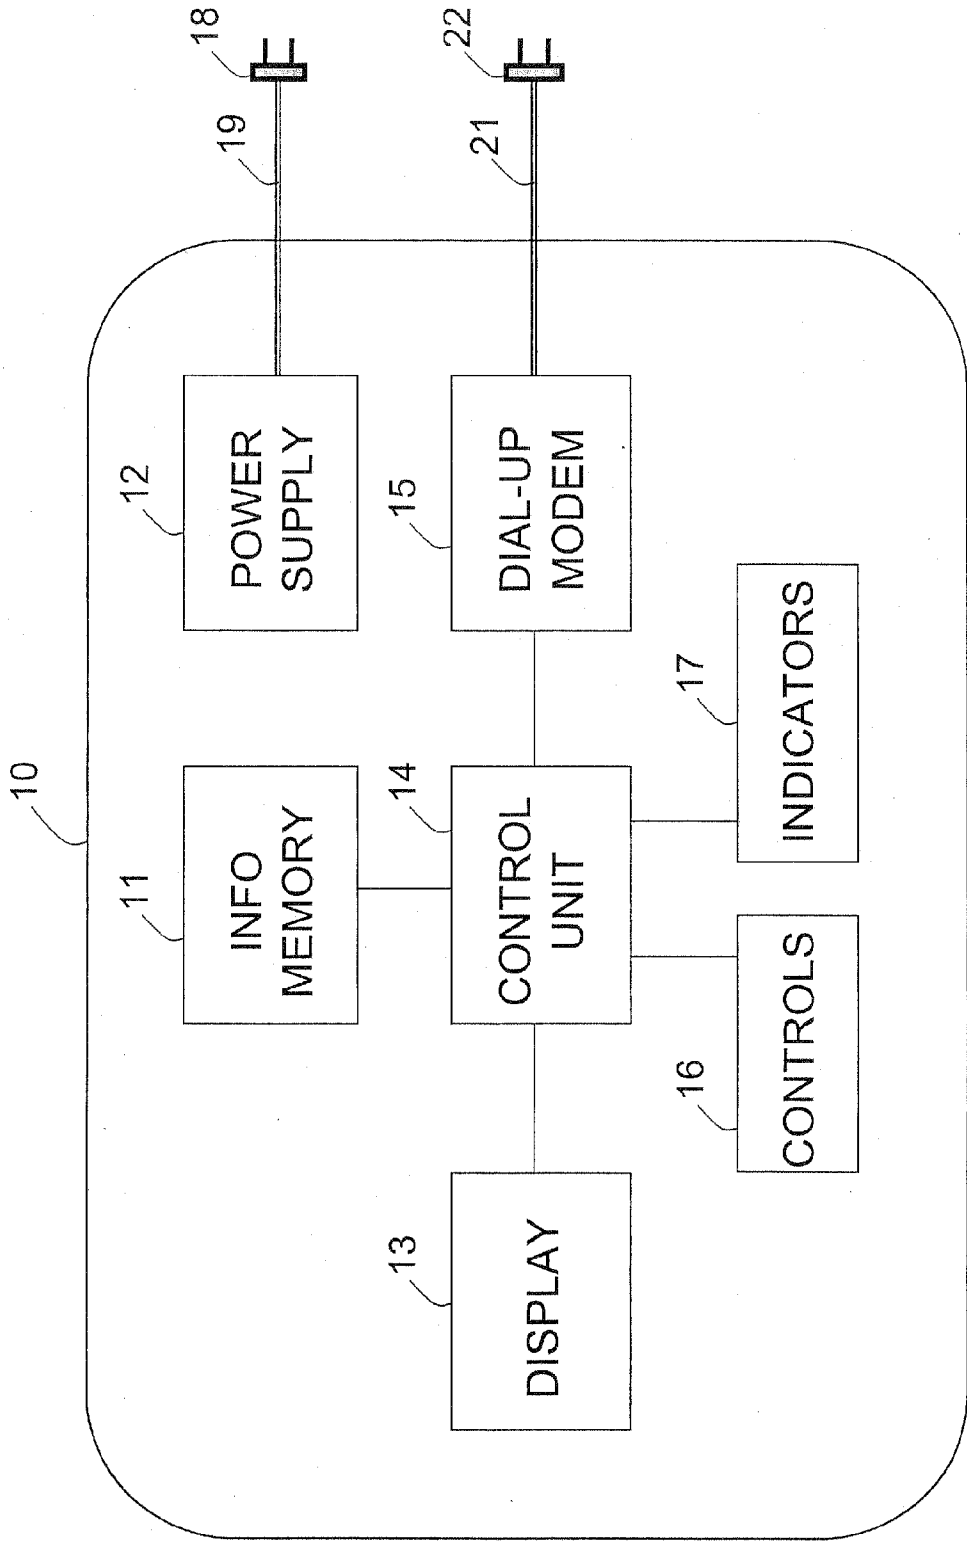 10
11
INFO
MEMORY
12
POWER
SUPPLY
18
19
13
DISPLAY
14
CONTROL
UNIT
15
DIAL-UP
MODEM
21
22
16
CONTROLS
17
INDICATORS